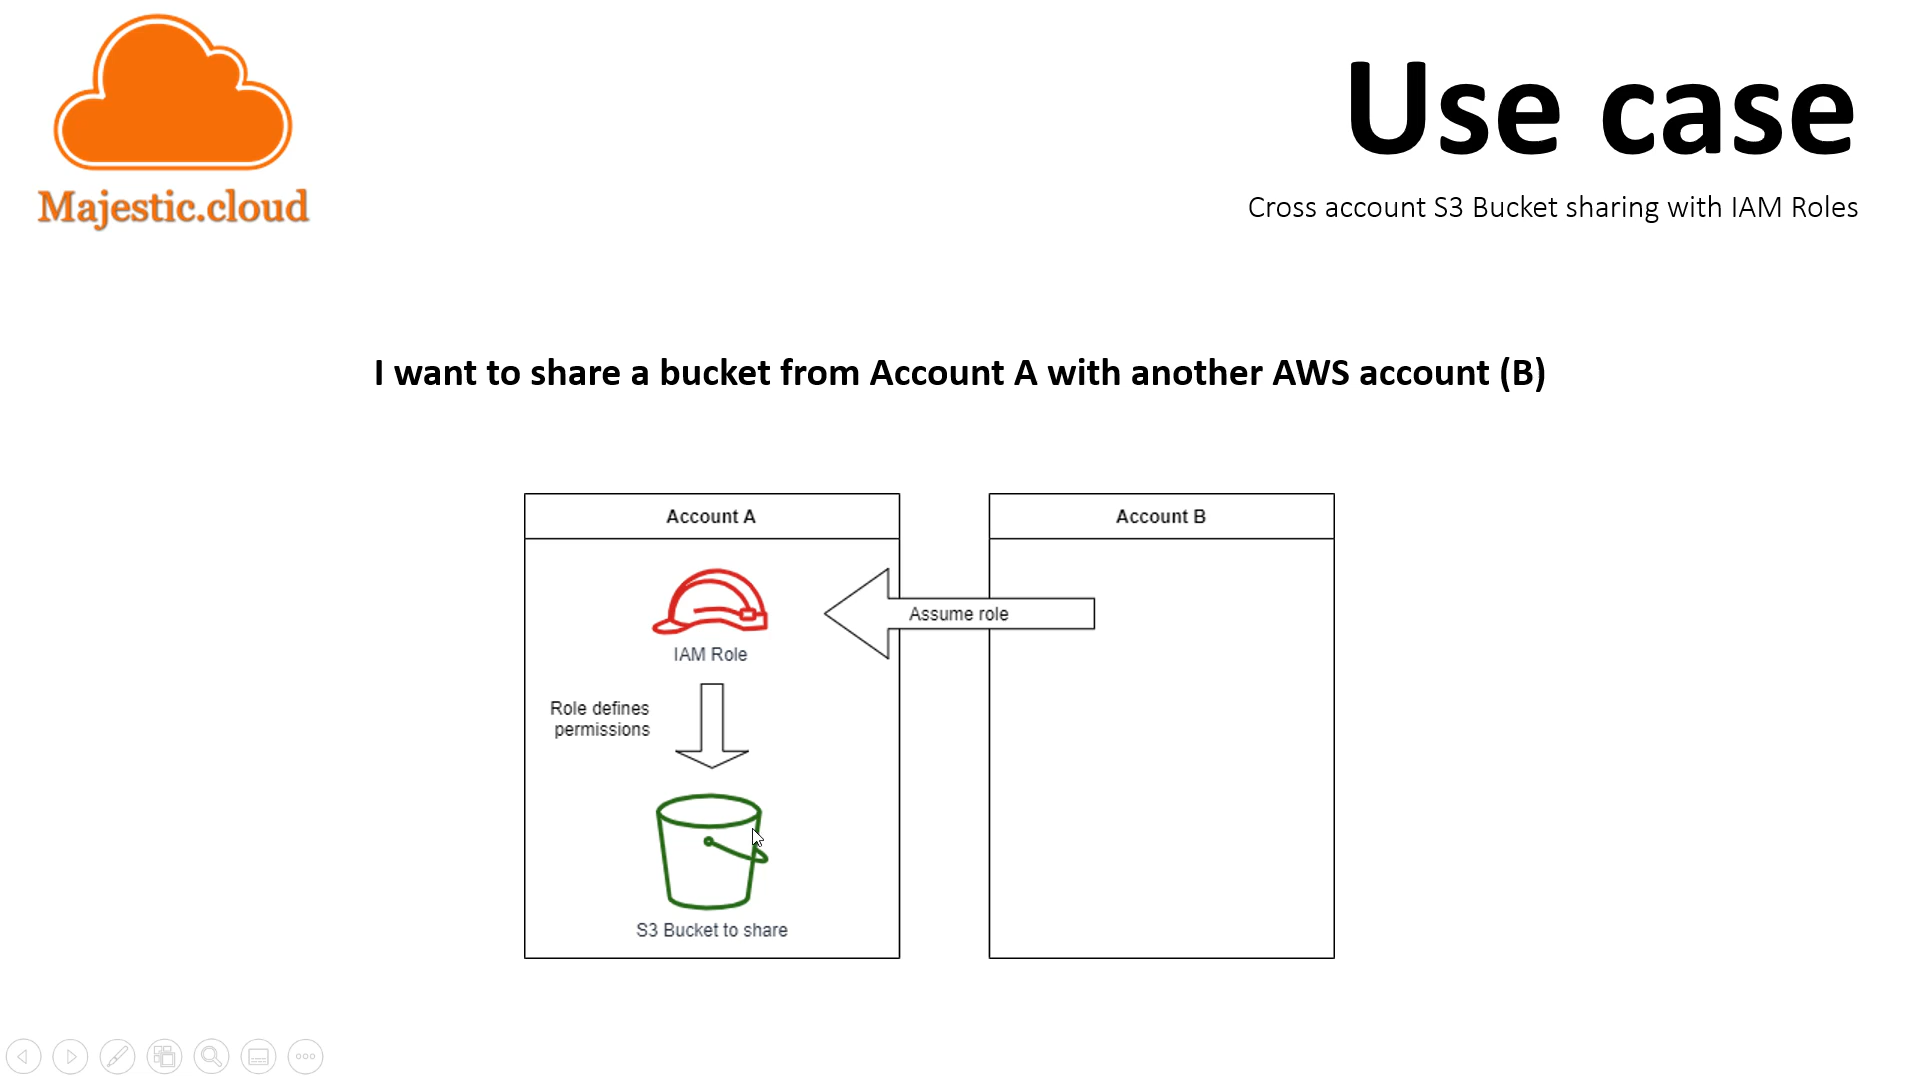 Majestic.cloud
Use case
Cross account S3 Bucket sharing with IAM Roles
I want to share a bucket from Account A with another AWS account (B)
Account A
Account B
Assume role
IAM Role
Role defines
permissions
S3 Bucket to share